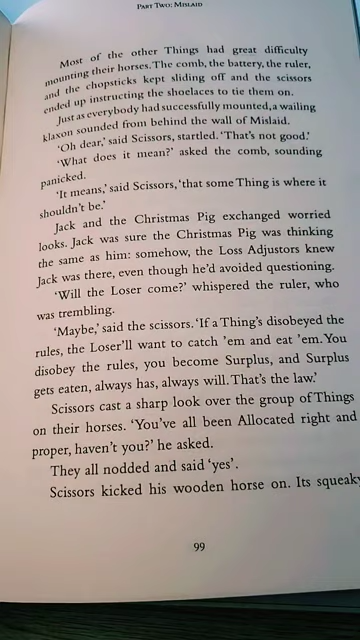 PART TWO: MISLAID
Most of the other Things had great difficulty
mounting their horses. The comb, the battery, the ruler,
and the chopsticks kept sliding off and the scissors
ended up instructing the shoelaces to tie them on.
Just as everybody had successfully mounted, a wailing
klaxon sounded from behind the wall of Mislaid.
‘Oh dear,’ said Scissors, startled. ‘That’s not good.’
‘What does it mean?’ asked the comb, sounding
panicked.
‘It means,’ said Scissors, ‘that some Thing is where it
shouldn’t be.’
Jack and the Christmas Pig exchanged worried
looks. Jack was sure the Christmas Pig was thinking
the same as him: somehow, the Loss Adjustors knew
Jack was there, even though he’d avoided questioning.
‘Will the Loser come?’ whispered the ruler, who
was trembling.
‘Maybe,’ said the scissors. ‘If a Thing’s disobeyed the
rules, the Loser’ll want to catch ’em and eat ’em. You
disobey the rules, you become Surplus, and Surplus
gets eaten, always has, always will. That’s the law.’
Scissors cast a sharp look over the group of Things
on their horses. ‘You’ve all been Allocated right and
proper, haven’t you?’ he asked.
They all nodded and said ‘yes’.
Scissors kicked his wooden horse on. Its squeaky
99